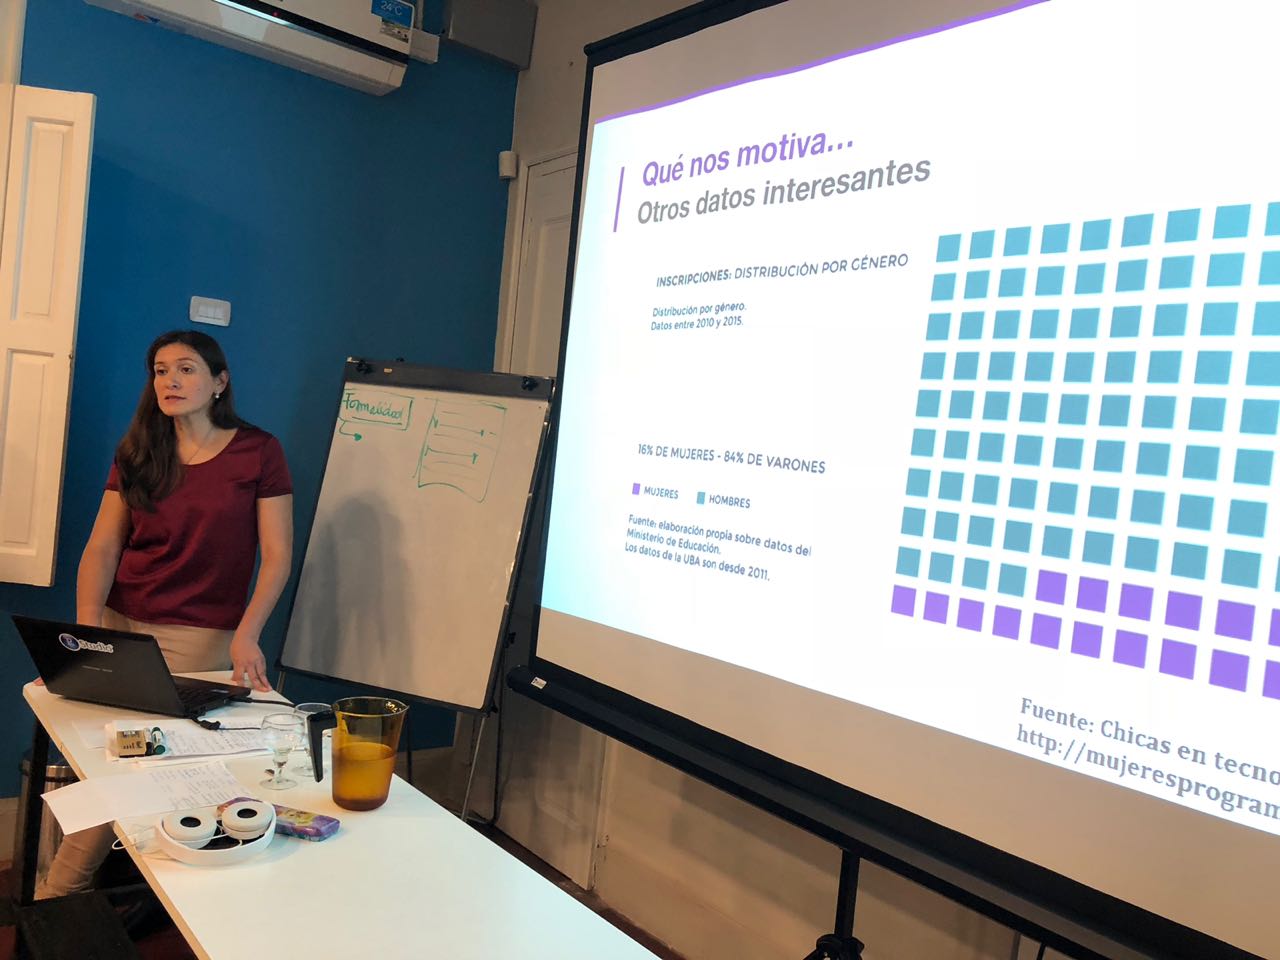 24°C
Qué nos motiva...
Otros datos interesantes
INSCRIPCIONES: DISTRIBUCIÓN POR GÉNERO
Distribución por género.
Datos entre 2010 y 2015.
16% DE MUJERES - 84% DE VARONES
MUJERES HOMBRES
Fuente: elaboración propia sobre datos del
Ministerio de Educación.
Los datos de la UBA son desde 2011.
Fuente: Chicas en tecno
http://mujeresprogram
Formalidad
Studio